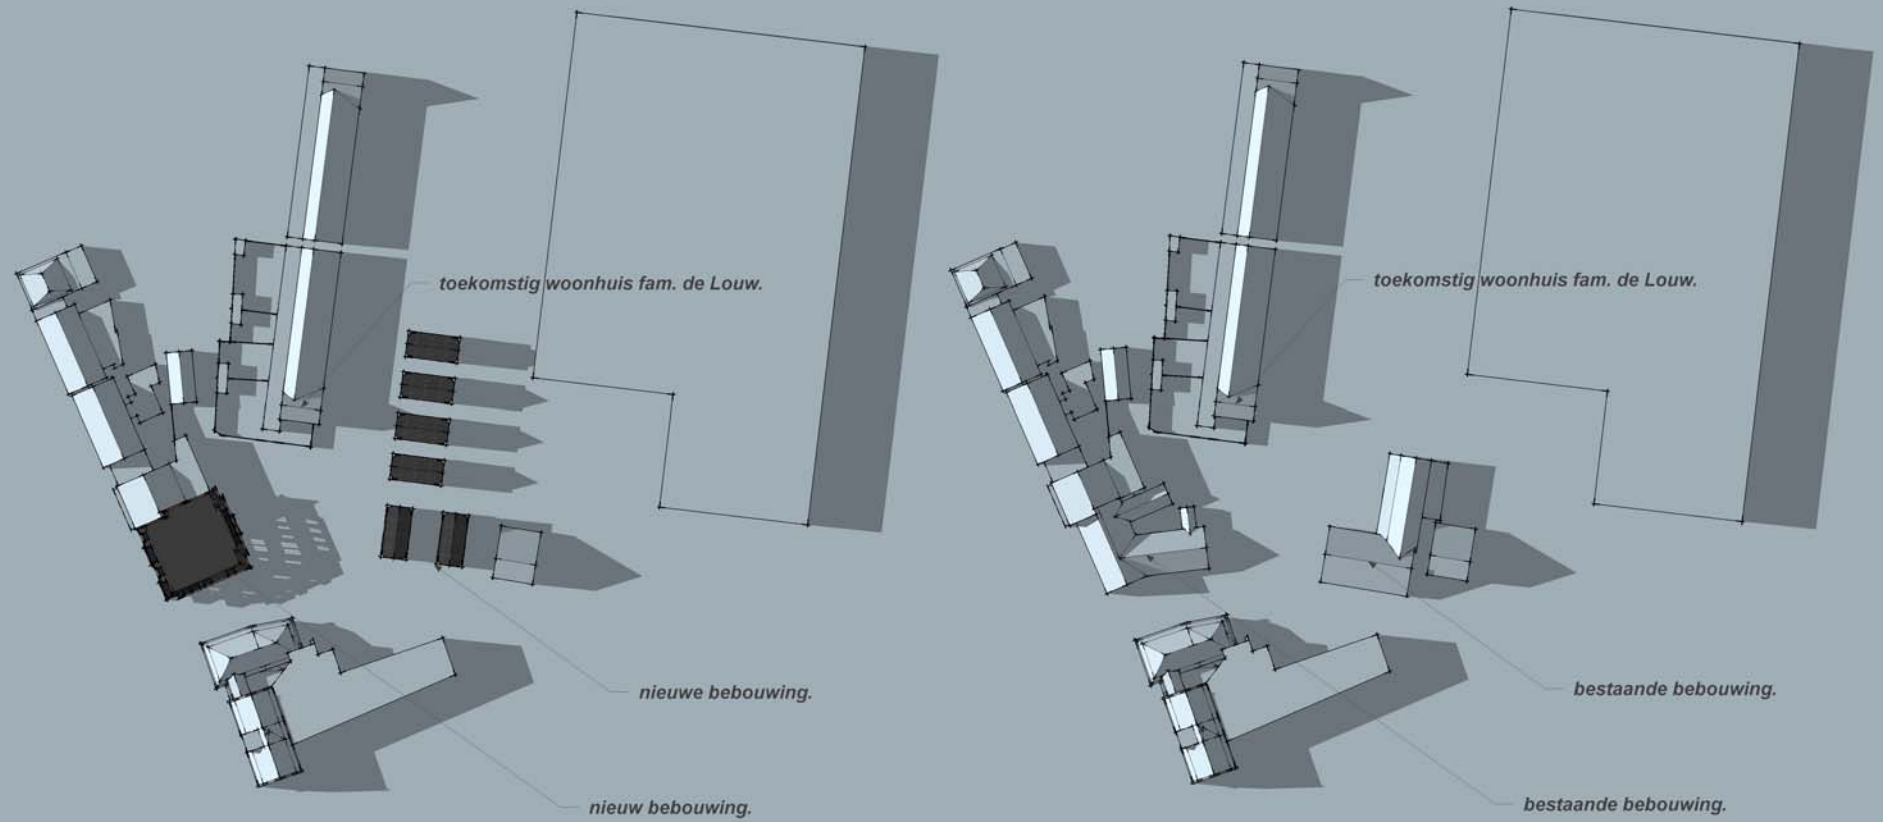 toekomstig woonhuis fam. de Louw.
nieuwe bebouwing.
nieuw bebouwing.
toekomstig woonhuis fam. de Louw.
bestaande bebouwing.
bestaande bebouwing.